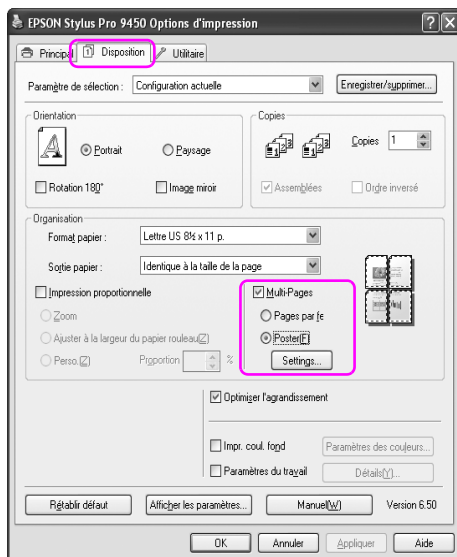 EPSON Stylus Pro 9450 Options d'impression
Principal Disposition Utilitaire
Paramètre de sélection : Configuration actuelle Enregistrer/supprimer...
Orientation Copies
A Portrait Paysage Copies 1
Rotation 180° Image miroir Assemblées Ordre inversé
Organisation
Format papier : Lettre US 8½ x 11 p.
Sortie papier : Identique à la taille de la page
Impression proportionnelle Multi-Pages
Zoom Pages par fe
Ajuster à la largeur du papier rouleau(Z) Poster(F)
Perso.(Z) Proportion % Settings...
Optimiser l'agrandissement
Impr. coul. fond Paramètres des couleurs...
Paramètres du travail Détails(Y)...
Rétablir défaut Afficher les paramètres... Manuel(W) Version 6.50
OK Annuler Appliquer Aide